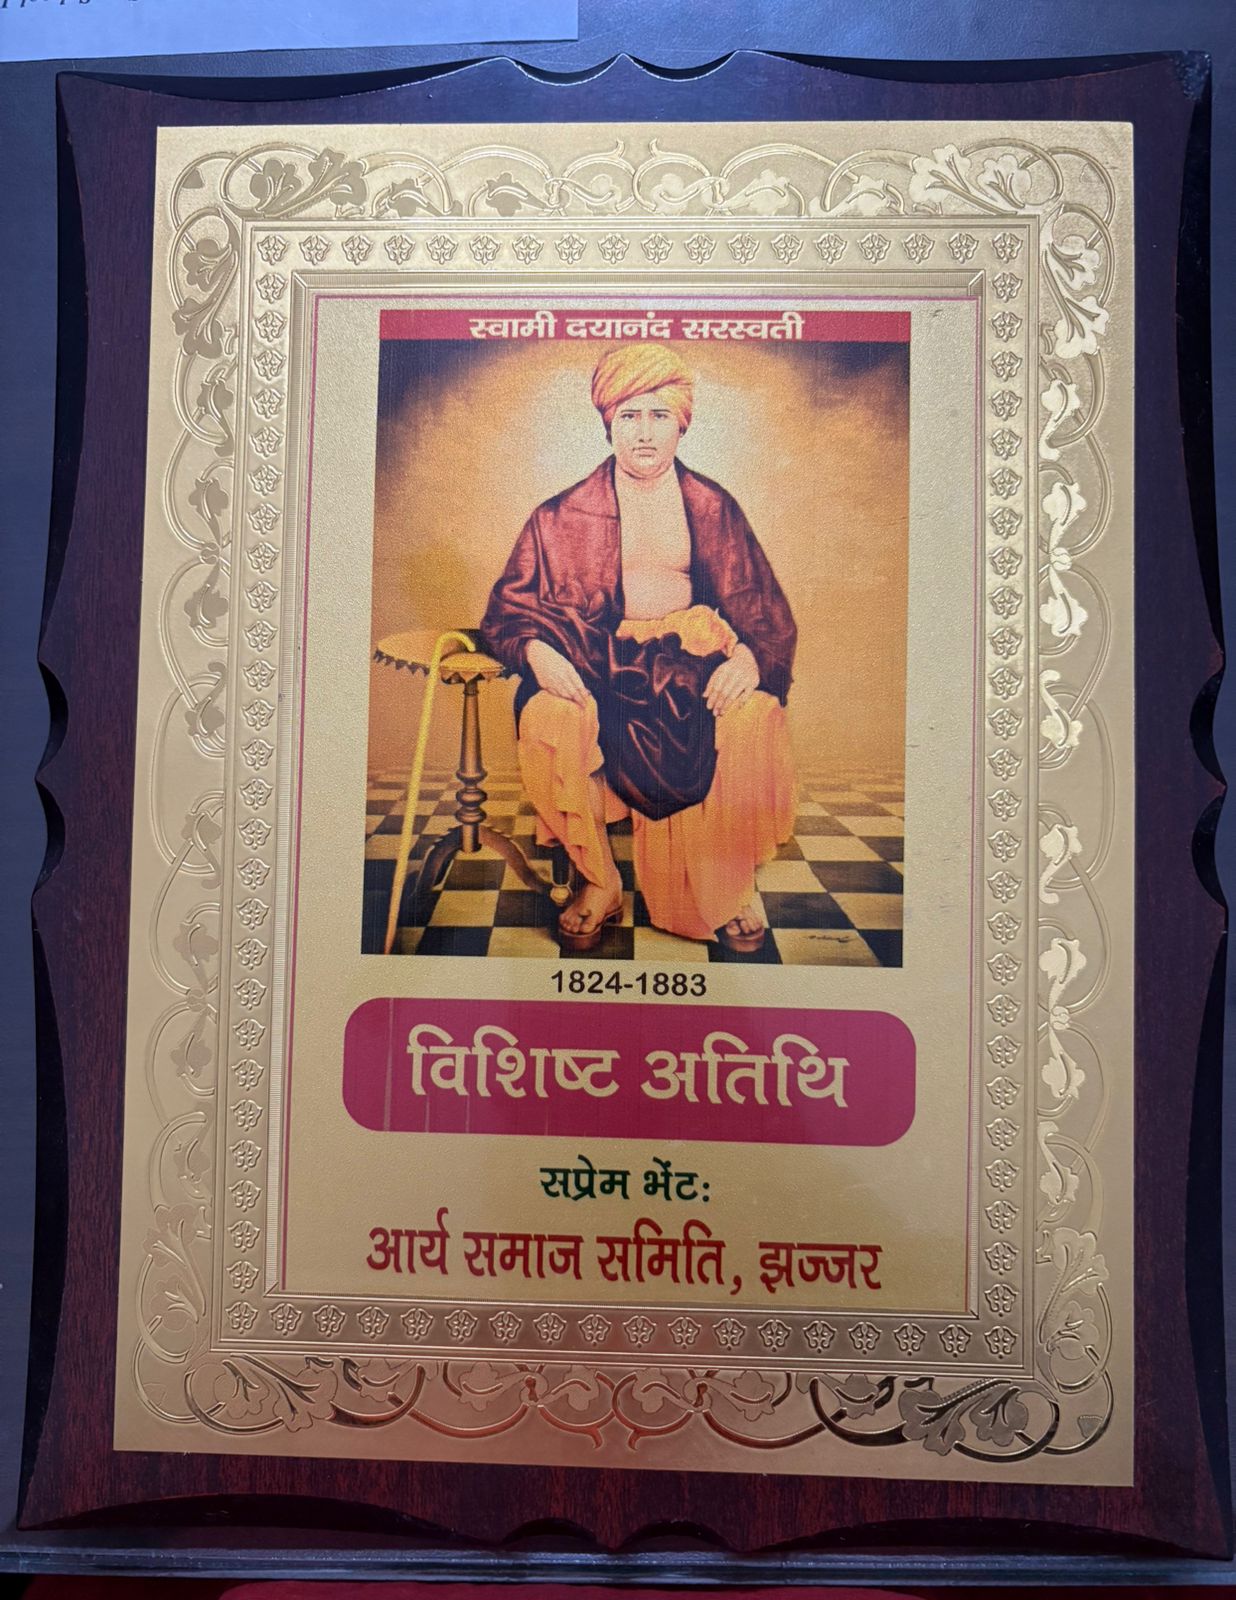 स्वामी दयानंद सरस्वती
1824-1883
विशिष्ट अतिथि
सप्रेम भेंट:
आर्य समाज समिति, झज्जर